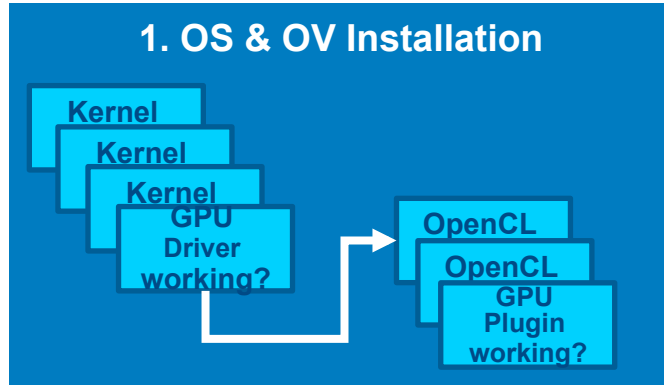 1. OS & OV Installation
Kernel
Kernel
Kernel
GPU
Driver
working?
OpenCL
OpenCL
GPU
Plugin
working?